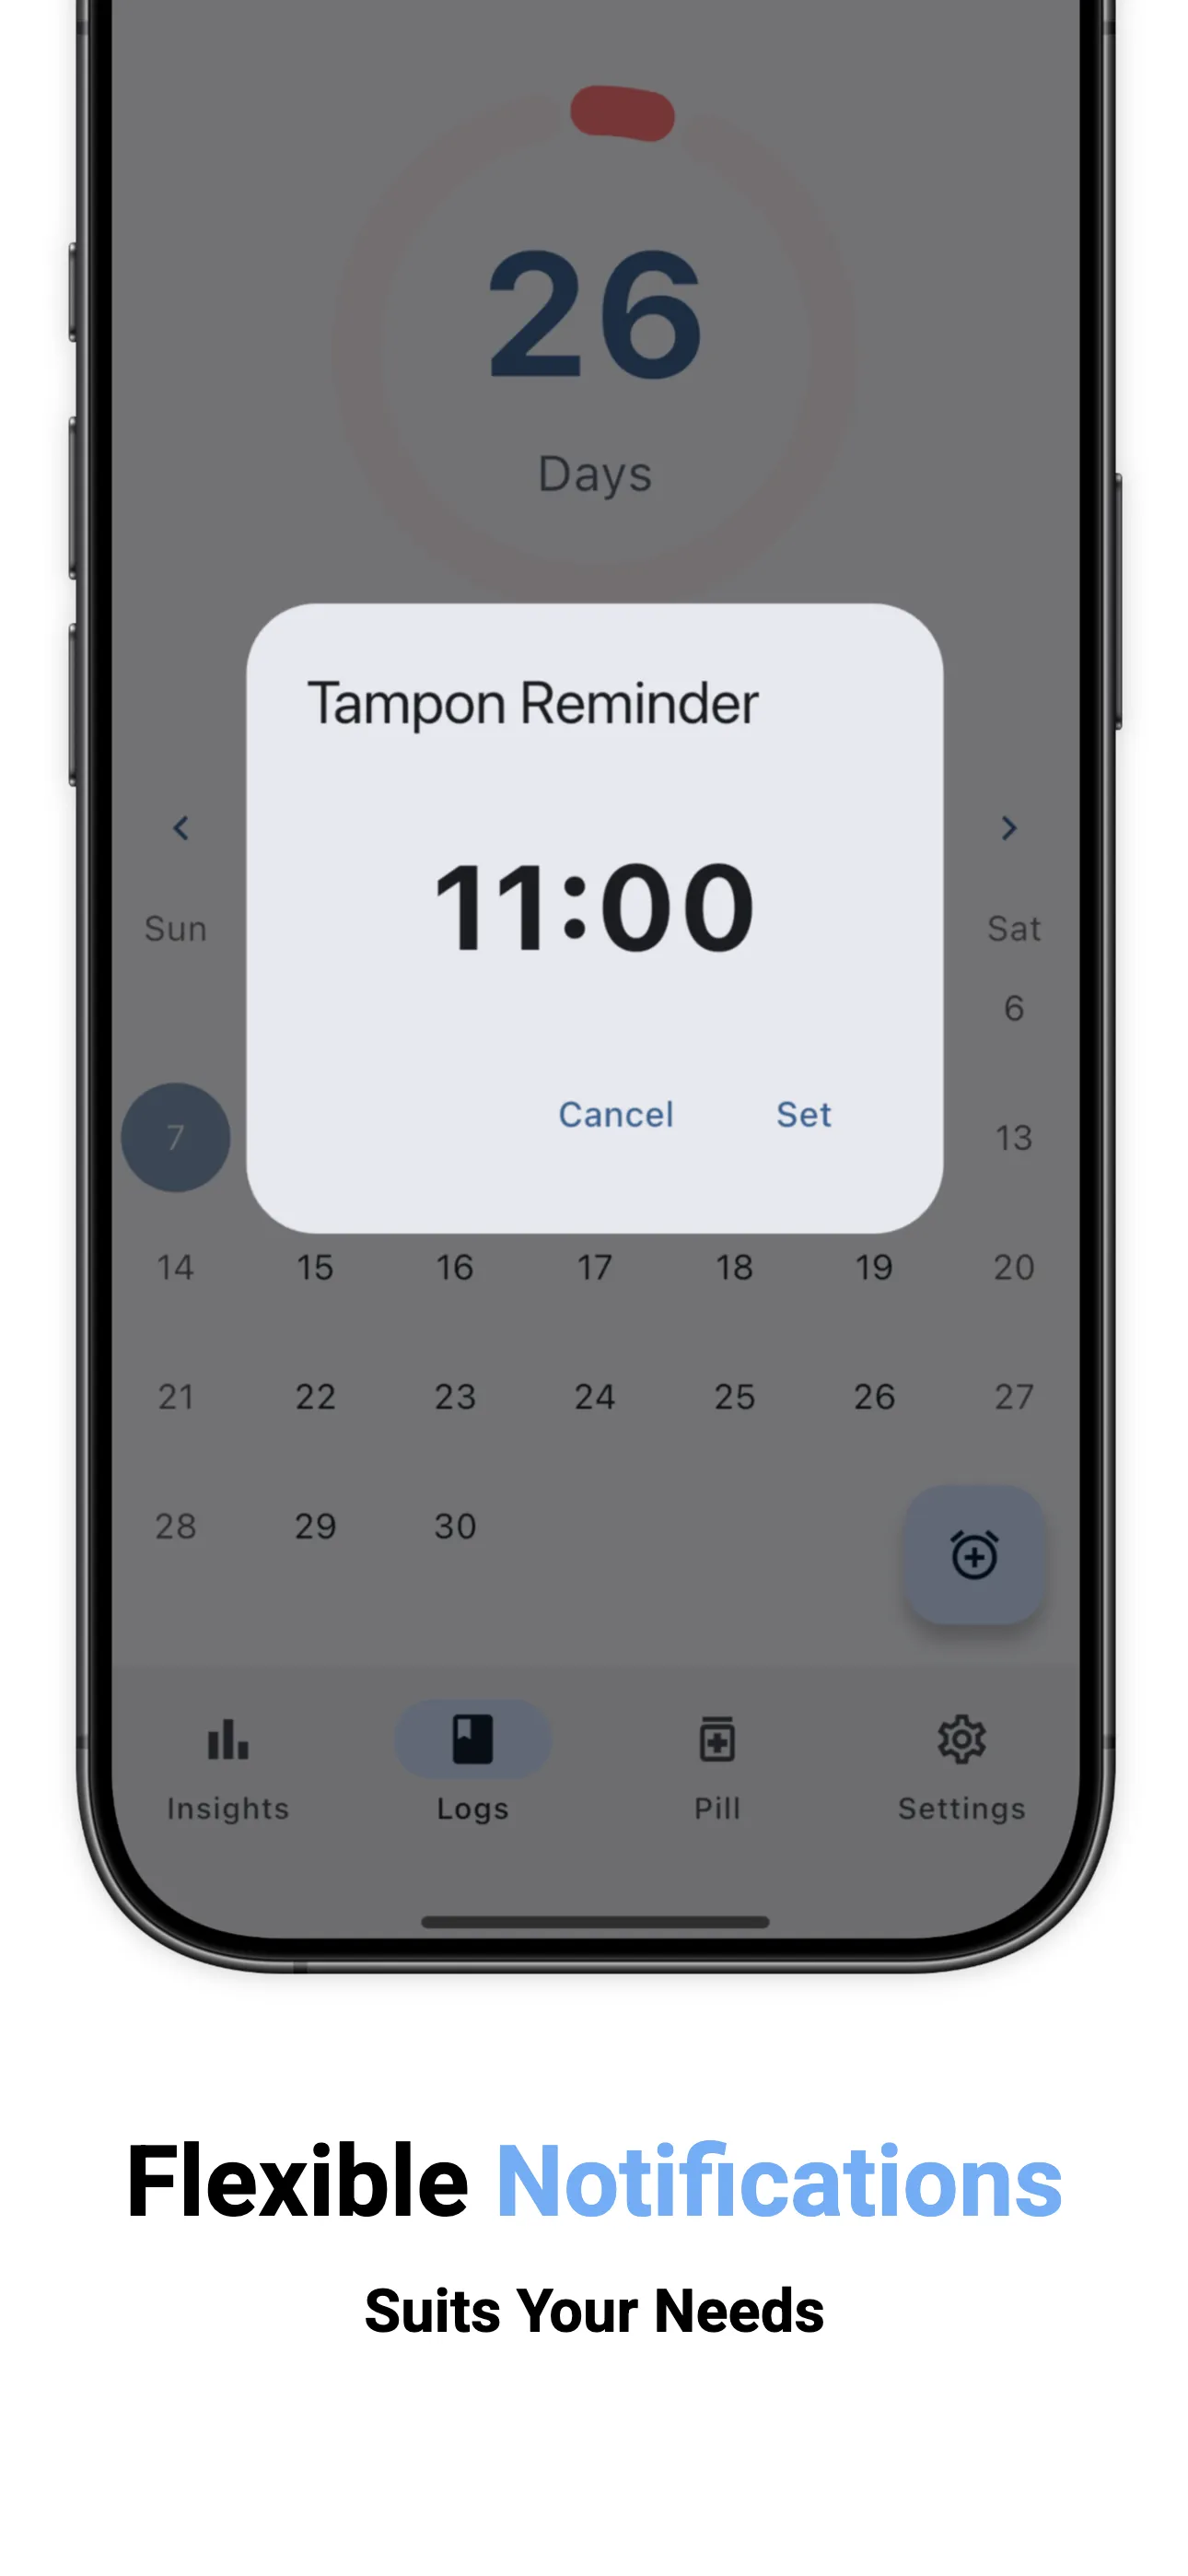 26
Days
Tampon Reminder
11:00
Sun Sat
6
Cancel Set
7 13
14 15 16 17 18 19 20
21 22 23 24 25 26 27
28 29 30
Insights Logs Pill Settings
Flexible Notifications
Suits Your Needs